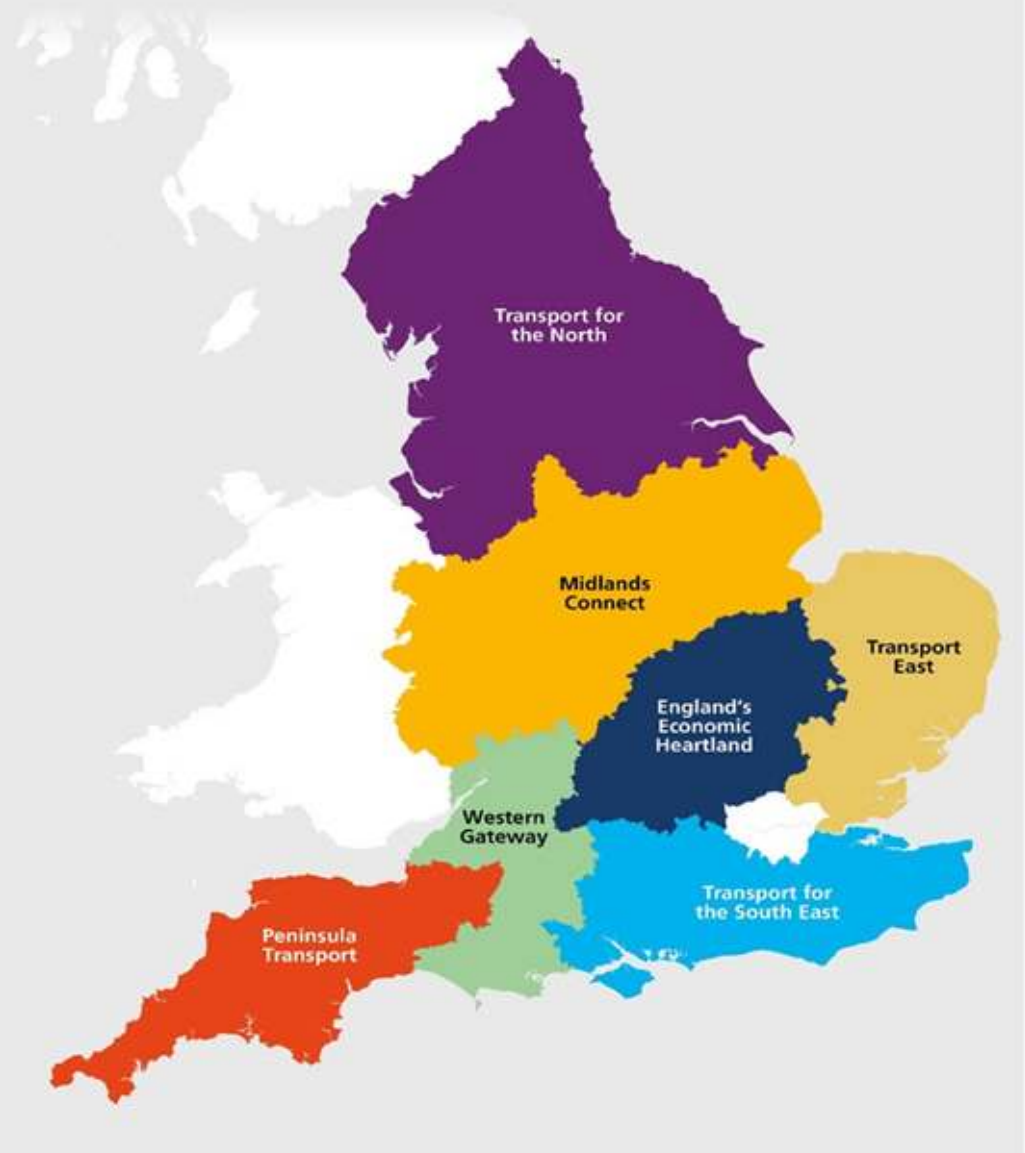 Transport for
the North
Midlands
Connect
Transport
East
England's
Economic
Heartland
Western
Gateway
Transport for
the South East
Peninsula
Transport